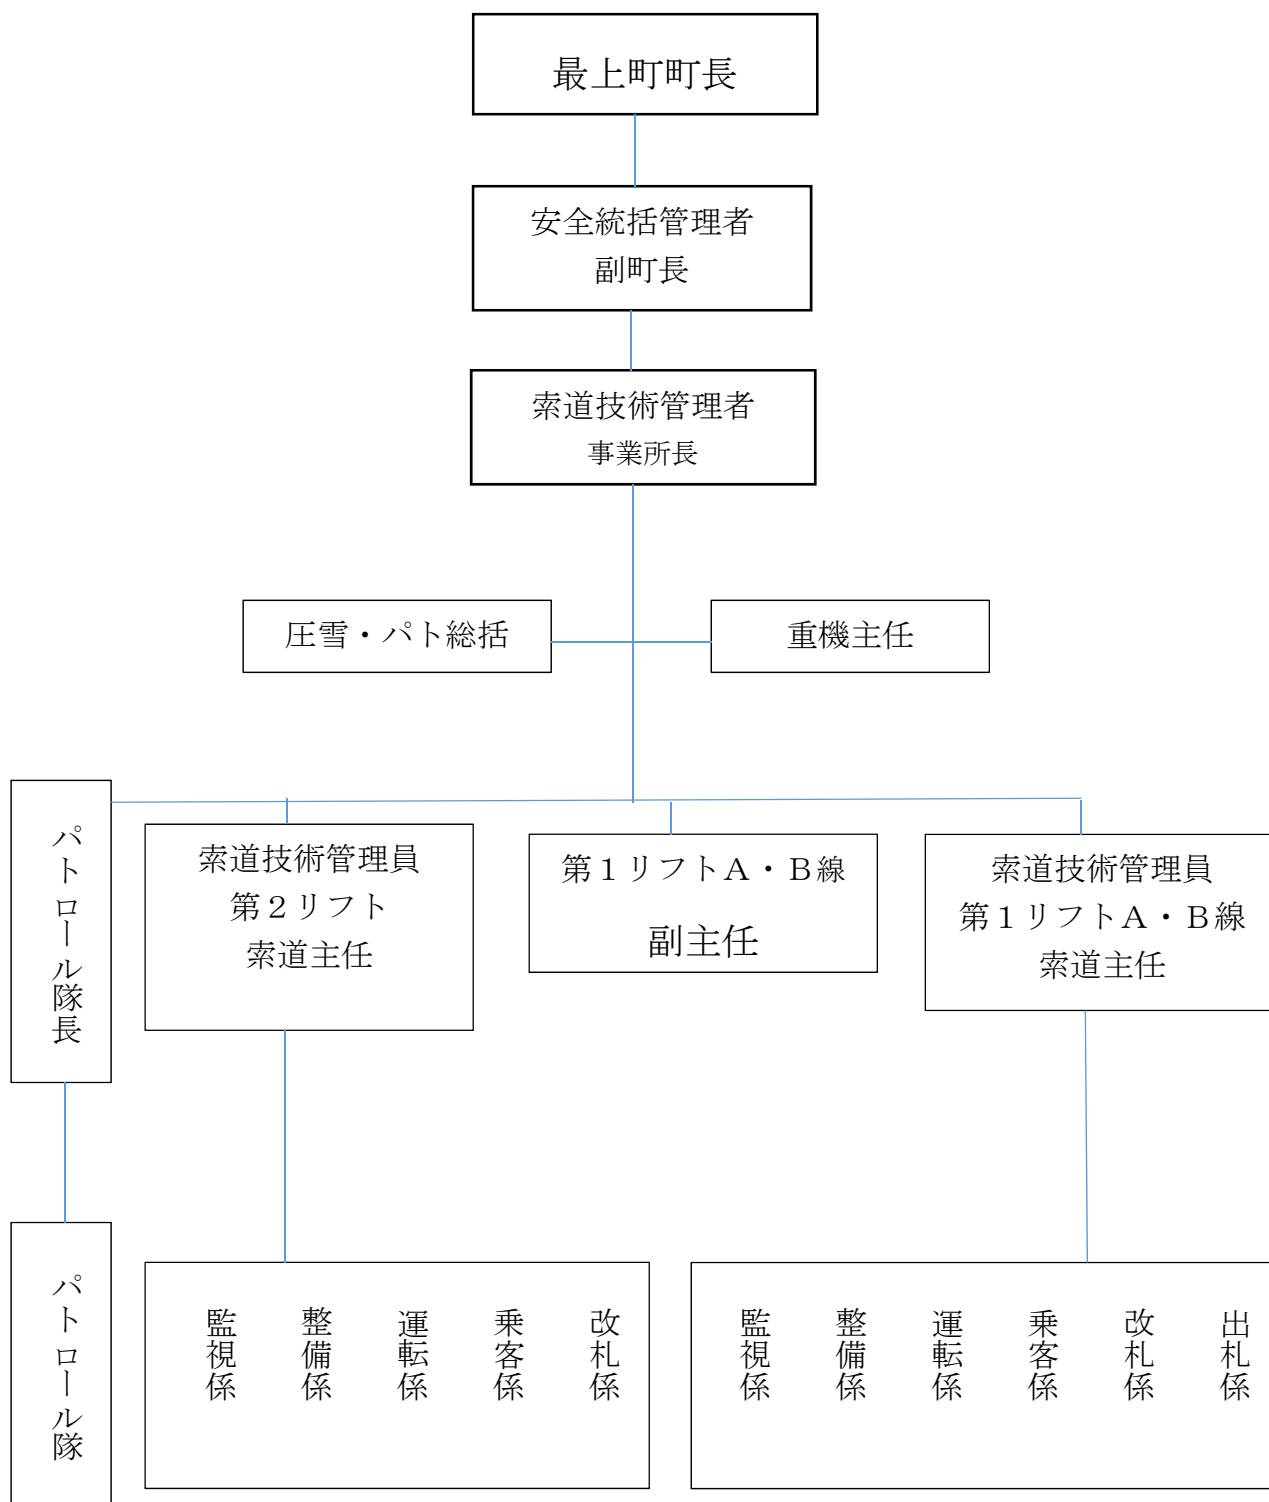 最上町町長
安全統括管理者
副町長
索道技術管理者
事業所長
圧雪・パト総括
重機主任
パトロール隊長
索道技術管理員
第２リフト
索道主任
第１リフトＡ・Ｂ線
副主任
索道技術管理員
第１リフトＡ・Ｂ線
索道主任
パトロール隊
監視係
整備係
運転係
乗客係
改札係
監視係
整備係
運転係
乗客係
改札係
出札係